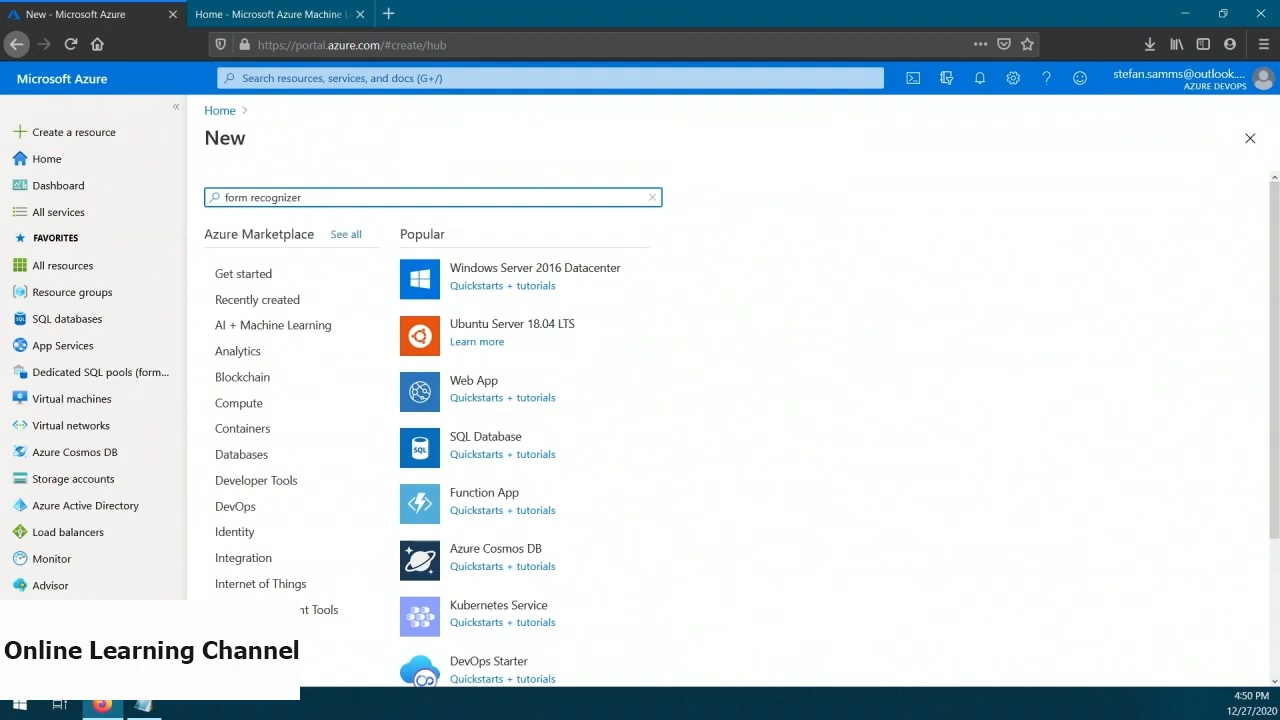 New - Microsoft Azure
Home - Microsoft Azure Machine L
https://portal.azure.com/#create/hub
Microsoft Azure
Search resources, services, and docs (G+/)
stefan.samms@outlook....
AZURE DEVOPS
Create a resource
Home
Dashboard
All services
FAVORITES
All resources
Resource groups
SQL databases
App Services
Dedicated SQL pools (form...
Virtual machines
Virtual networks
Azure Cosmos DB
Storage accounts
Azure Active Directory
Load balancers
Monitor
Advisor
Home
New
form recognizer
Azure Marketplace
See all
Get started
Recently created
AI + Machine Learning
Analytics
Blockchain
Compute
Containers
Databases
Developer Tools
DevOps
Identity
Integration
Internet of Things
nt Tools
Popular
Windows Server 2016 Datacenter
Quickstarts + tutorials
Ubuntu Server 18.04 LTS
Learn more
Web App
Quickstarts + tutorials
SQL Database
Quickstarts + tutorials
Function App
Quickstarts + tutorials
Azure Cosmos DB
Quickstarts + tutorials
Kubernetes Service
Quickstarts + tutorials
DevOps Starter
Quickstarts + tutorials
Online Learning Channel
4:50 PM
12/27/2020